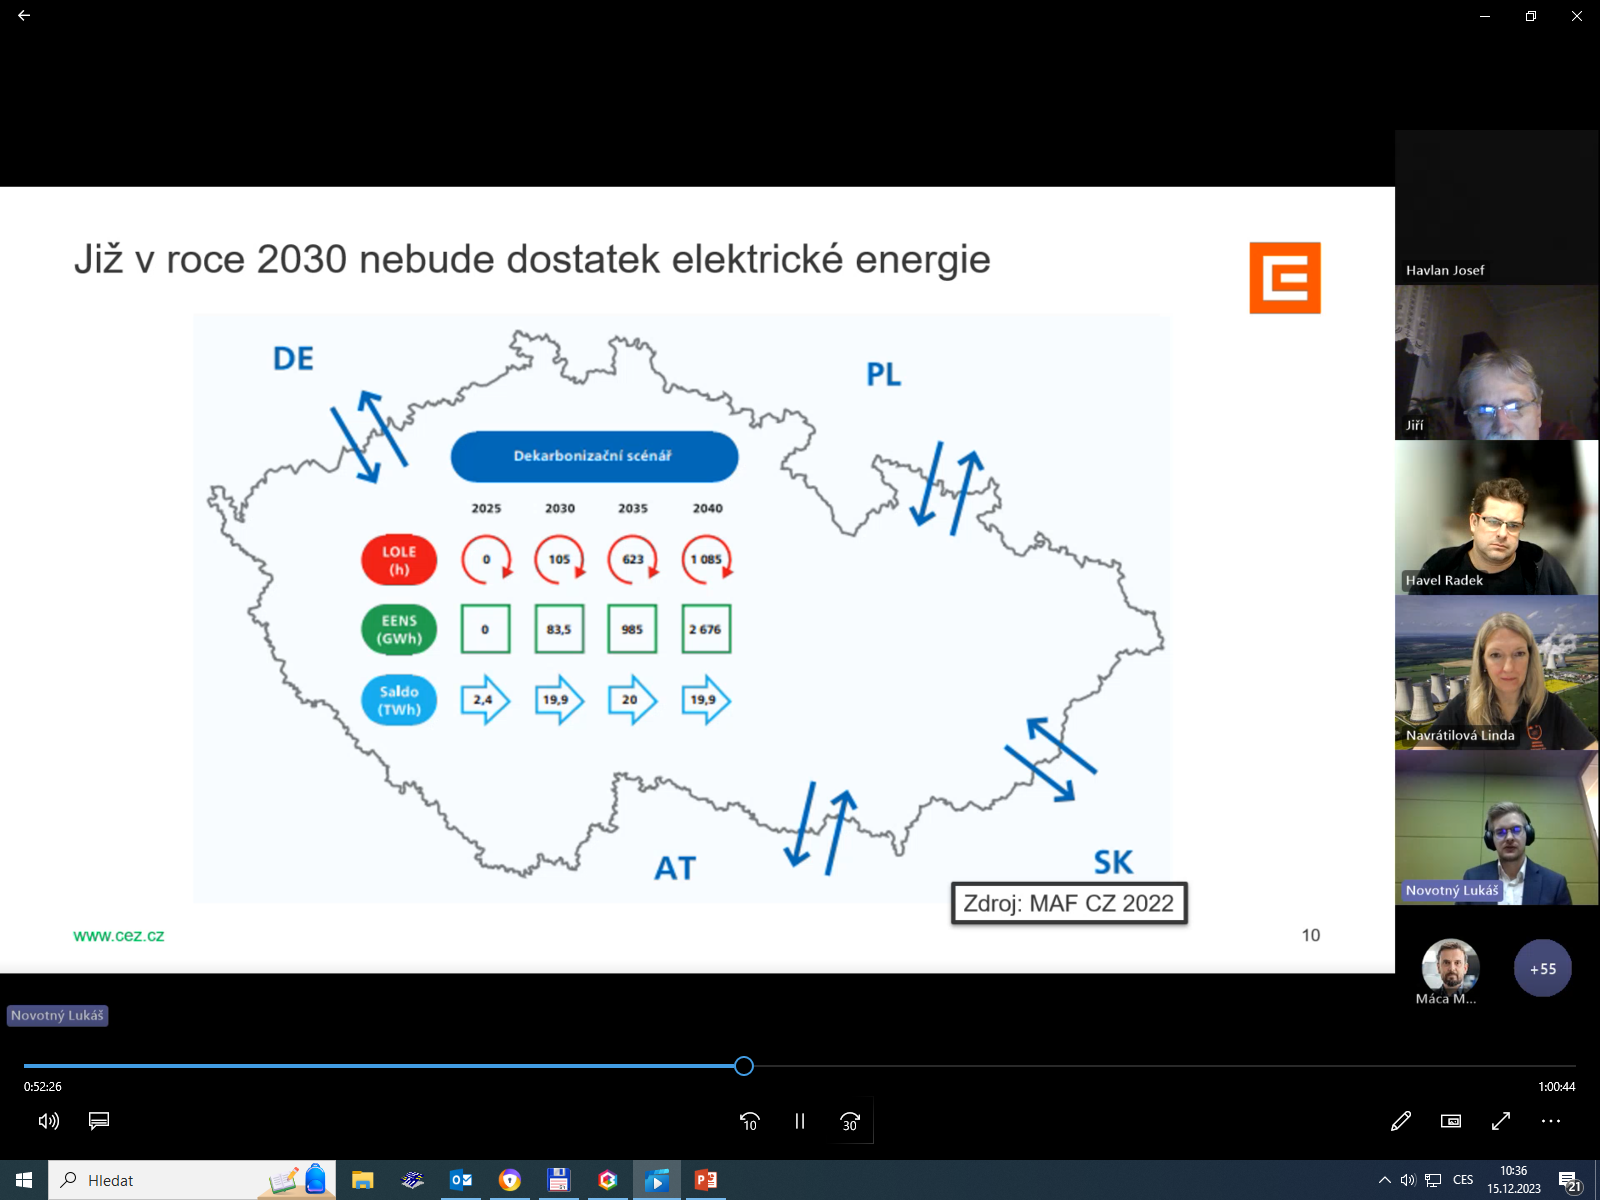 Již v roce 2030 nebude dostatek elektrické energie
DE
PL
Dekarbonizační scénář
2025 2030 2035 2040
LOLE
(h)
0 105 623 1 085
EENS
(GWh)
0 83,5 985 2 676
Saldo
(TWh)
2,4 19,9 20 19,9
AT
SK
Zdroj: MAF CZ 2022
www.cez.cz
10
Havlan Josef
Jiří
Havel Radek
Navrátilová Linda
Novotný Lukáš
Máca M...
+55
Novotný Lukáš
0:52:26
1:00:44
10
30
Hledat
CES
10:36
15.12.2023
21